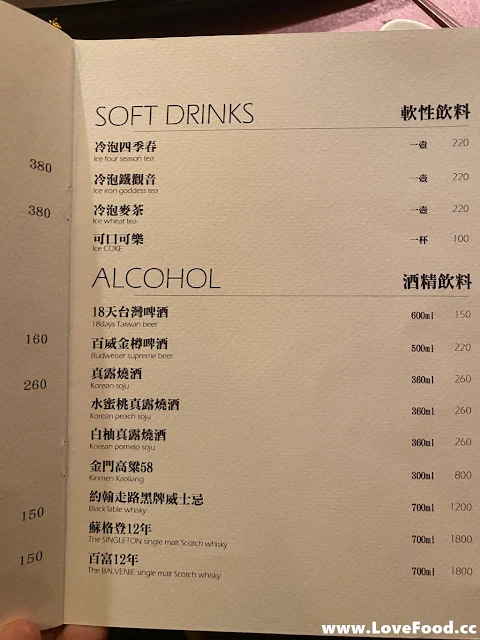 380
380
160
260
150
150
SOFT DRINKS 軟性飲料
冷泡四季春 一壺 220
Ice four season tea
冷泡鐵觀音 一壺 220
Ice iron goddess tea
冷泡麥茶 一壺 220
Ice wheat tea
可口可樂 一杯 100
Ice COKE
ALCOHOL 酒精飲料
18天台灣啤酒 600ml 150
18days Taiwan beer
百威金樽啤酒 500ml 220
Budweiser supreme beer
真露燒酒 360ml 260
Korean soju
水蜜桃真露燒酒 360ml 260
Korean peach soju
白柚真露燒酒 360ml 260
Korean pomelo soju
金門高粱58 300ml 800
Kinmen Kaoliang
約翰走路黑牌威士忌 700ml 1200
Black lable whisky
蘇格登12年 700ml 1800
The SINGLETON single malt Scotch whisky
百富12年 700ml 1800
The BALVENIE single malt Scotch whisky
www.LoveFood.cc